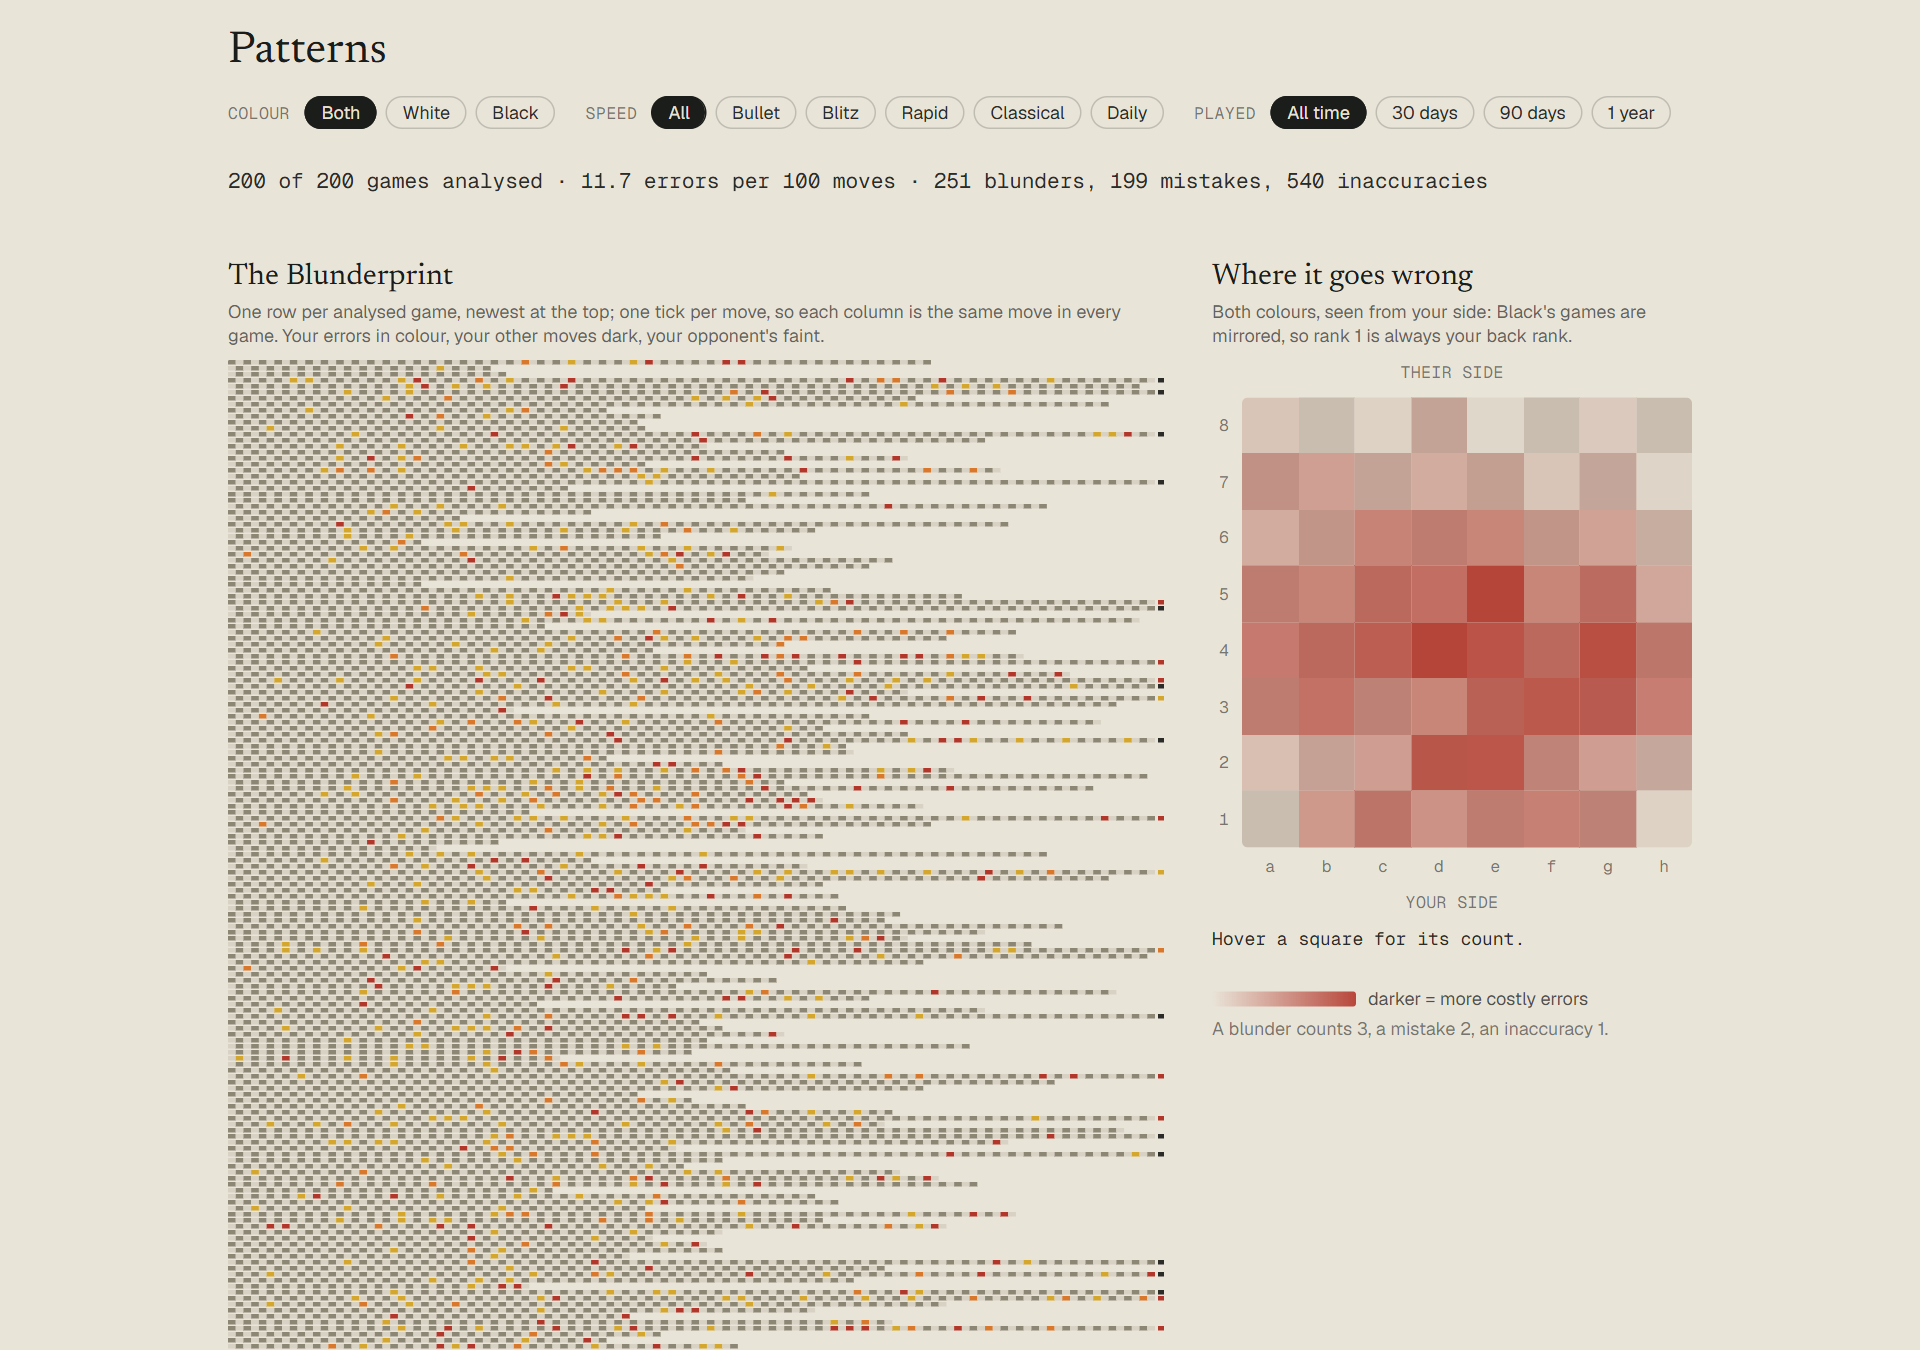 Patterns
COLOUR Both White Black SPEED All Bullet Blitz Rapid Classical Daily PLAYED All time 30 days 90 days 1 year
200 of 200 games analysed · 11.7 errors per 100 moves · 251 blunders, 199 mistakes, 540 inaccuracies
The Blunderprint
One row per analysed game, newest at the top; one tick per move, so each column is the same move in every
game. Your errors in colour, your other moves dark, your opponent's faint.
Where it goes wrong
Both colours, seen from your side: Black's games are
mirrored, so rank 1 is always your back rank.
THEIR SIDE
8
7
6
5
4
3
2
1
a b c d e f g h
YOUR SIDE
Hover a square for its count.
darker = more costly errors
A blunder counts 3, a mistake 2, an inaccuracy 1.